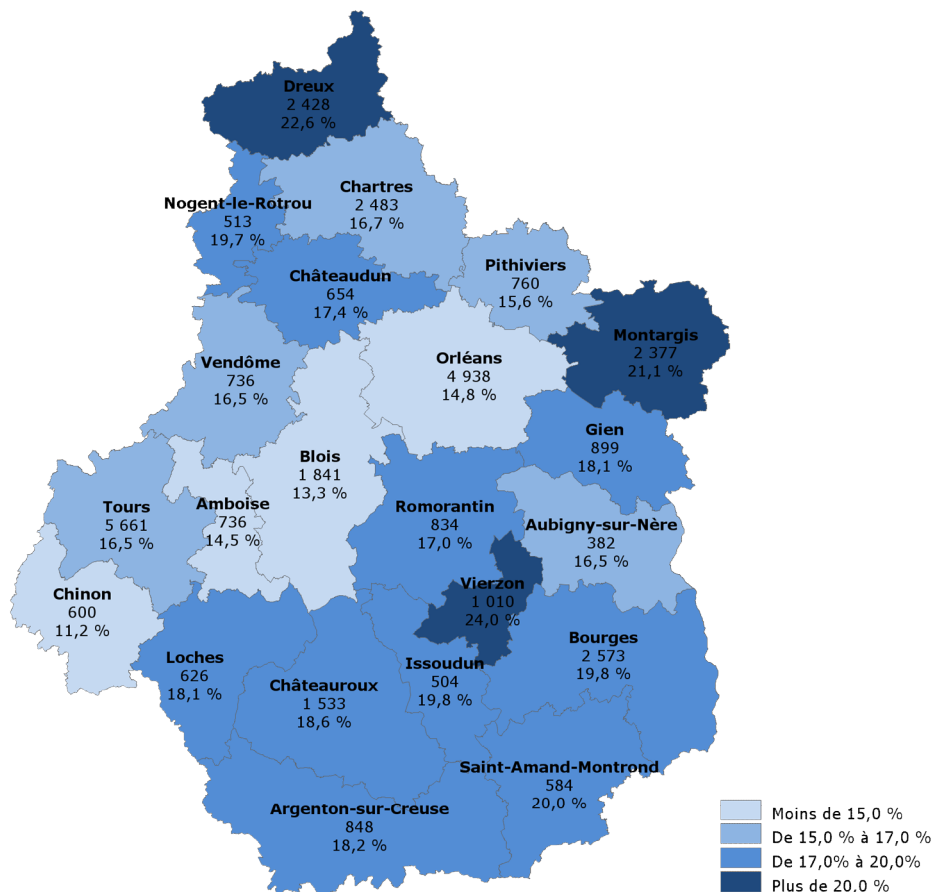 Dreux
2 428
22,6 %
Chartres
2 483
16,7 %
Nogent-le-Rotrou
513
19,7 %
Châteaudun
654
17,4 %
Pithiviers
760
15,6 %
Montargis
2 377
21,1 %
Orléans
4 938
14,8 %
Vendôme
736
16,5 %
Gien
899
18,1 %
Blois
1 841
13,3 %
Tours
5 661
16,5 %
Amboise
736
14,5 %
Romorantin
834
17,0 %
Aubigny-sur-Nère
382
16,5 %
Vierzon
1 010
24,0 %
Chinon
600
11,2 %
Bourges
2 573
19,8 %
Loches
626
18,1 %
Issoudun
504
19,8 %
Châteauroux
1 533
18,6 %
Saint-Amand-Montrond
584
20,0 %
Argenton-sur-Creuse
848
18,2 %
Moins de 15,0 %
De 15,0 % à 17,0 %
De 17,0% à 20,0%
Plus de 20,0 %